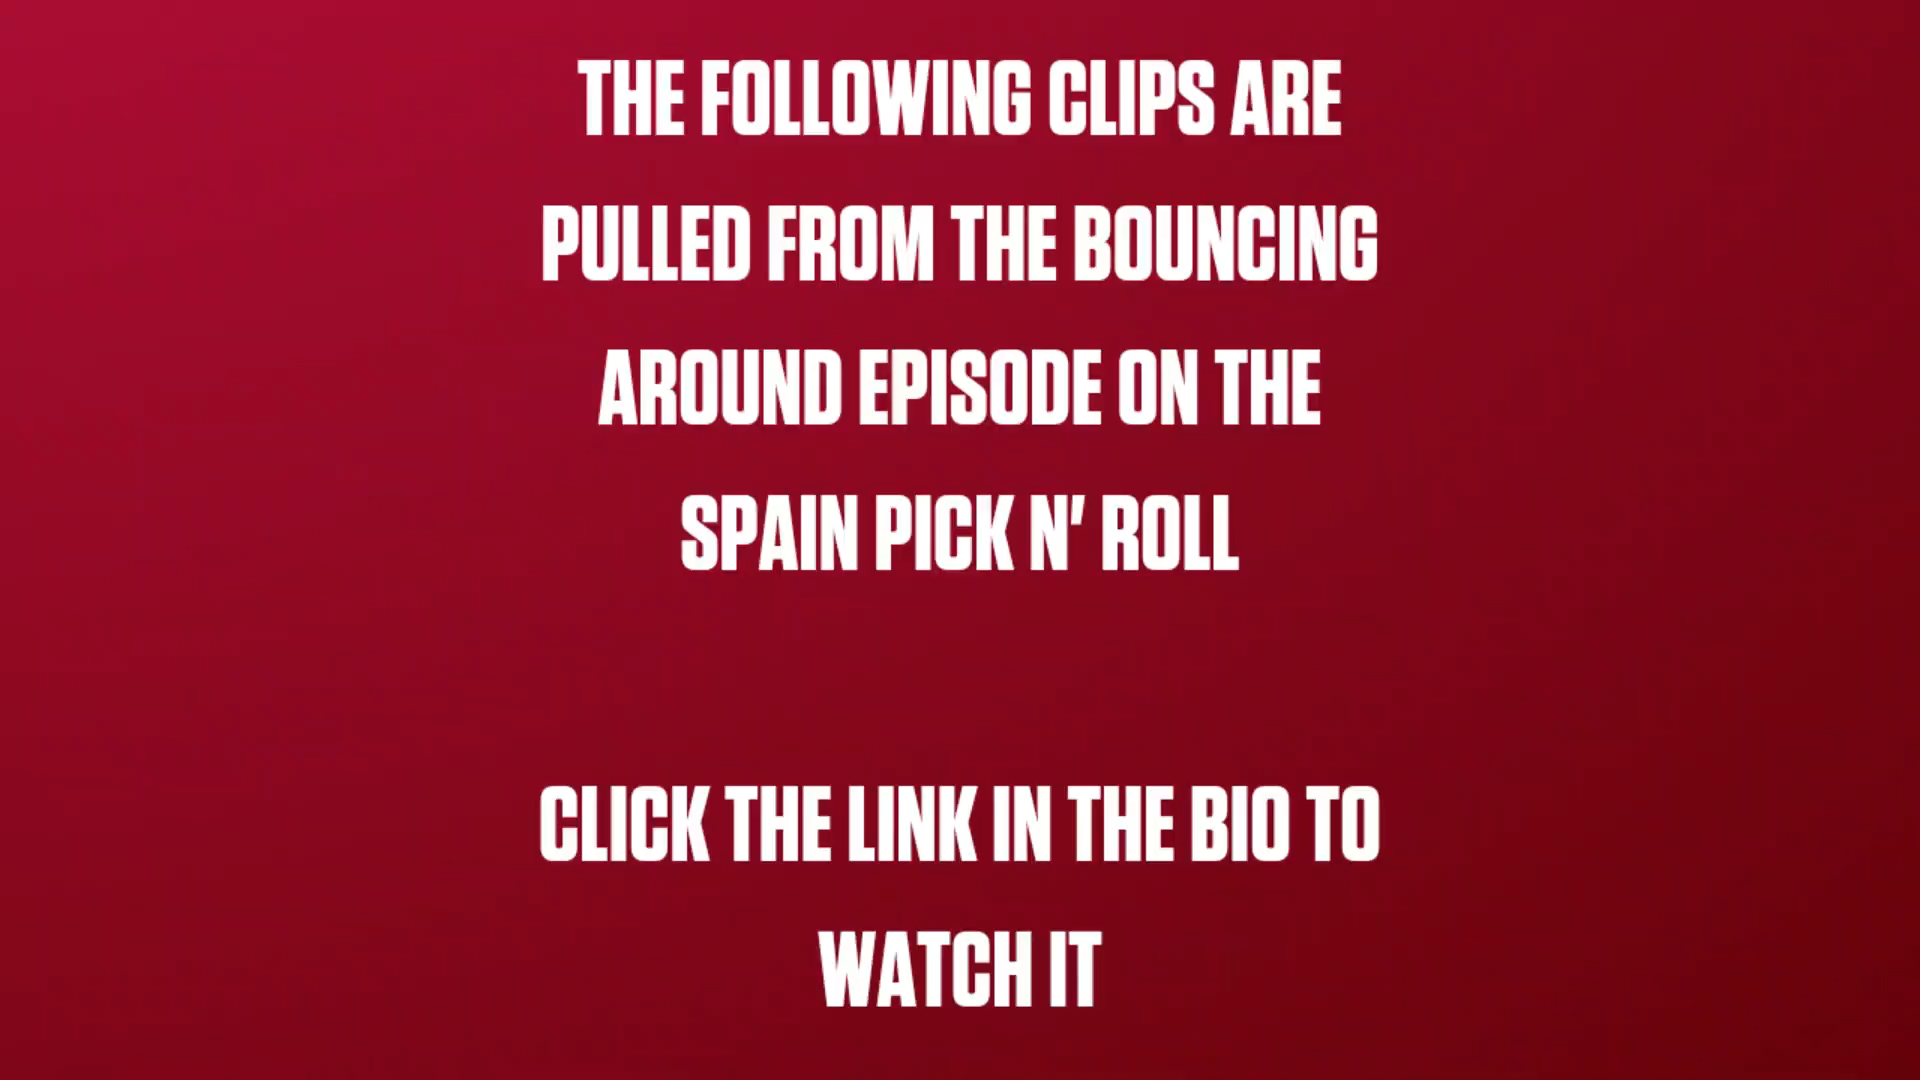 THE FOLLOWING CLIPS ARE
PULLED FROM THE BOUNCING
AROUND EPISODE ON THE
SPAIN PICK N' ROLL
CLICK THE LINK IN THE BIO TO
WATCH IT